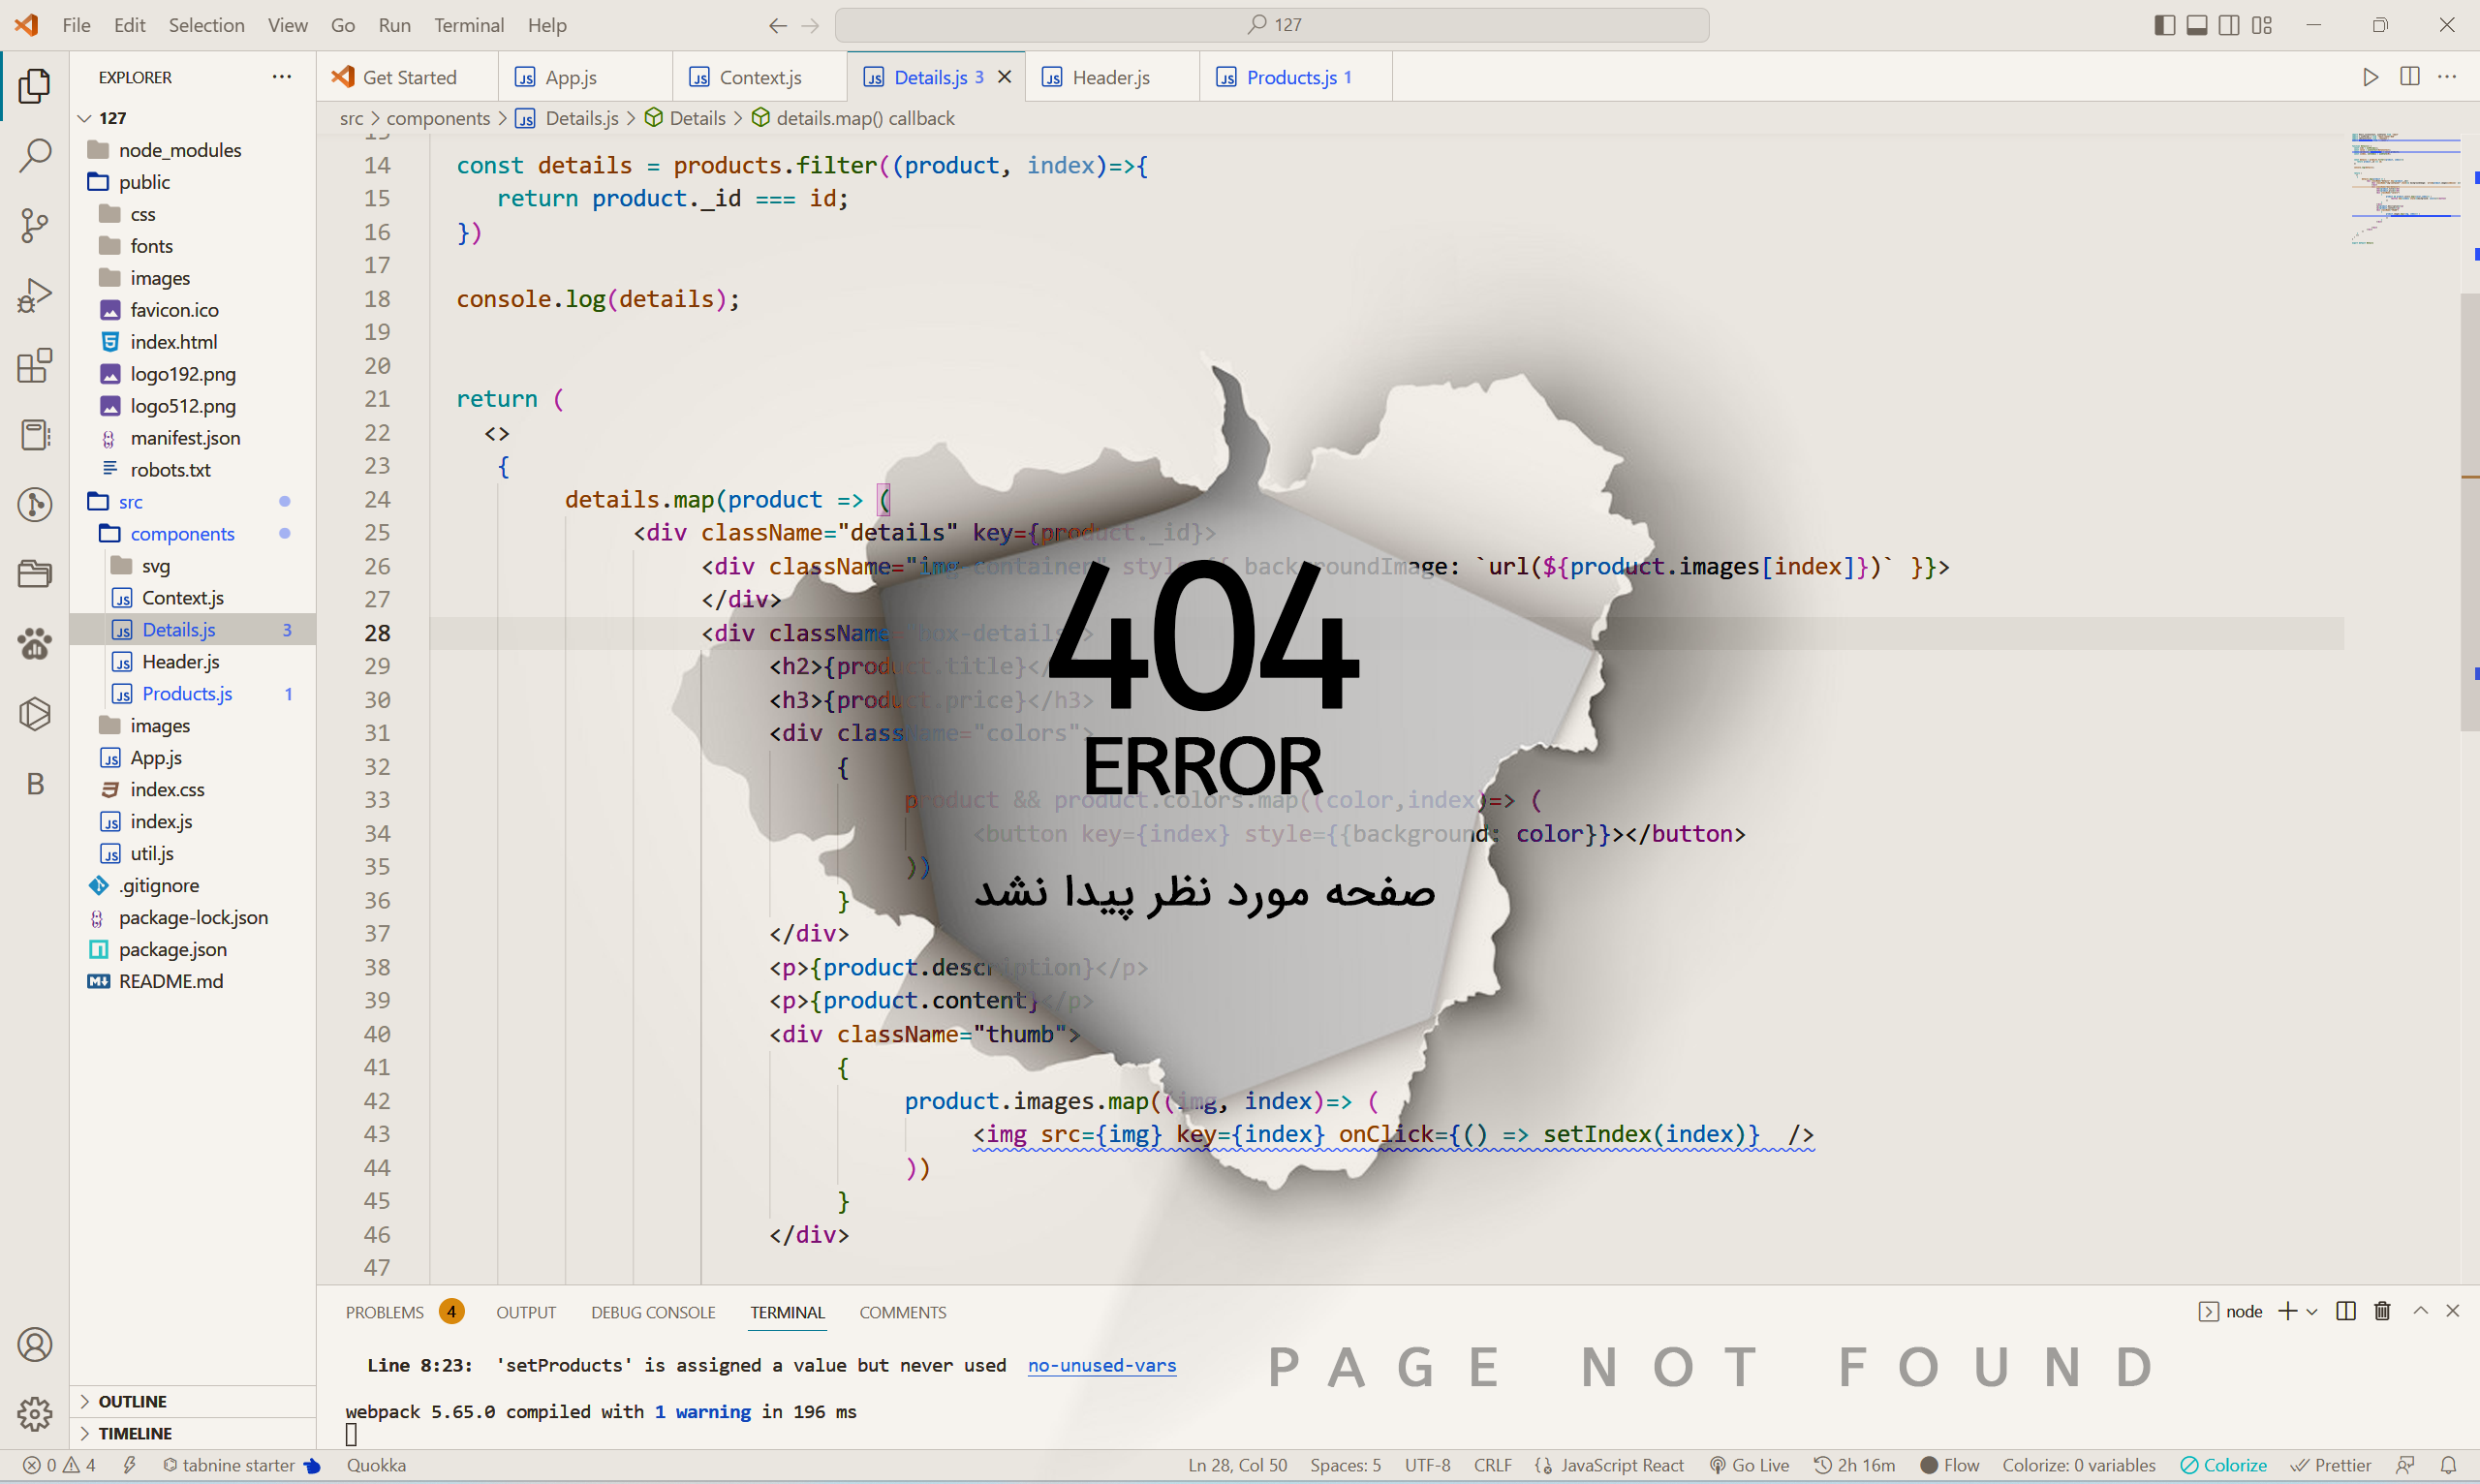 File Edit Selection View Go Run Terminal Help
127
EXPLORER
127
node_modules
public
css
fonts
images
favicon.ico
index.html
logo192.png
logo512.png
manifest.json
robots.txt
src
components
svg
Context.js
Details.js 3
Header.js
Products.js 1
images
App.js
index.css
index.js
util.js
.gitignore
package-lock.json
package.json
README.md
OUTLINE
TIMELINE
Get Started App.js Context.js Details.js 3 Header.js Products.js 1
src > components > Details.js > Details > details.map() callback
14 const details = products.filter((product, index)=>{
15 return product._id === id;
16 })
17
18 console.log(details);
19
20
21 return (
22 <>
23 {
24 details.map(product => (
25 <div className="details" key={product._id}>
26 <div className="img-container" style={{ backgroundImage: `url(${product.images[index]})` }}>
27 </div>
28 <div className="box-details">
29 <h2>{product.title}</
30 <h3>{product.price}</h3>
31 <div className="colors">
32 {
33 product && product.colors.map((color,index)=> (
34 <button key={index} style={{background: color}}></button>
35 ))
36 }
37 </div>
38 <p>{product.description}</p>
39 <p>{product.content}</p>
40 <div className="thumb">
41 {
42 product.images.map((img, index)=> (
43 <img src={img} key={index} onClick={() => setIndex(index)} />
44 ))
45 }
46 </div>
47
404
ERROR
صفحه مورد نظر پیدا نشد
PROBLEMS 4 OUTPUT DEBUG CONSOLE TERMINAL COMMENTS
node
Line 8:23: 'setProducts' is assigned a value but never used no-unused-vars
PAGE NOT FOUND
webpack 5.65.0 compiled with 1 warning in 196 ms
0 4 tabnine starter Quokka Ln 28, Col 50 Spaces: 5 UTF-8 CRLF JavaScript React Go Live 2h 16m Flow Colorize: 0 variables Colorize Prettier